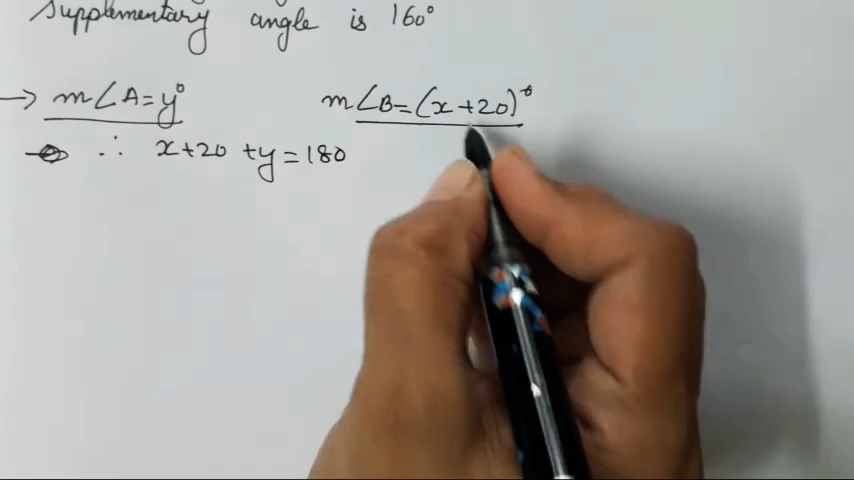 supplementary angle is 160°
→ m∠A=y° m∠B=(x+20)°
∴ x+20 +y=180